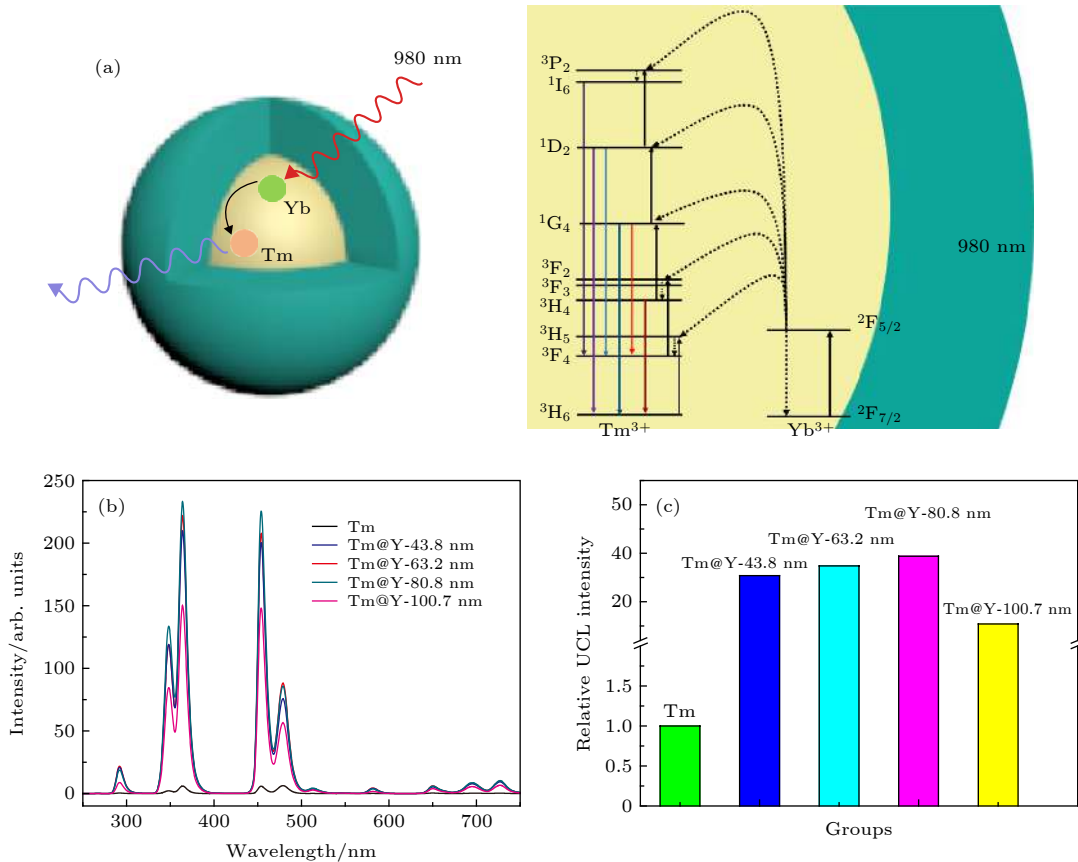 (a)
980 nm
Yb
Tm
³P₂
¹I₆
¹D₂
¹G₄
³F₂
³F₃
³H₄
³H₅
³F₄
³H₆
Tm³⁺
²F₅/₂
²F₇/₂
Yb³⁺
980 nm
(b)
Intensity/arb. units
250
200
150
100
50
25
0
Tm
Tm@Y-43.8 nm
Tm@Y-63.2 nm
Tm@Y-80.8 nm
Tm@Y-100.7 nm
300 400 500 600 700
Wavelength/nm
(c)
Relative UCL intensity
50
40
20
1.5
1.0
0.5
0
Tm
Tm@Y-43.8 nm
Tm@Y-63.2 nm
Tm@Y-80.8 nm
Tm@Y-100.7 nm
Groups